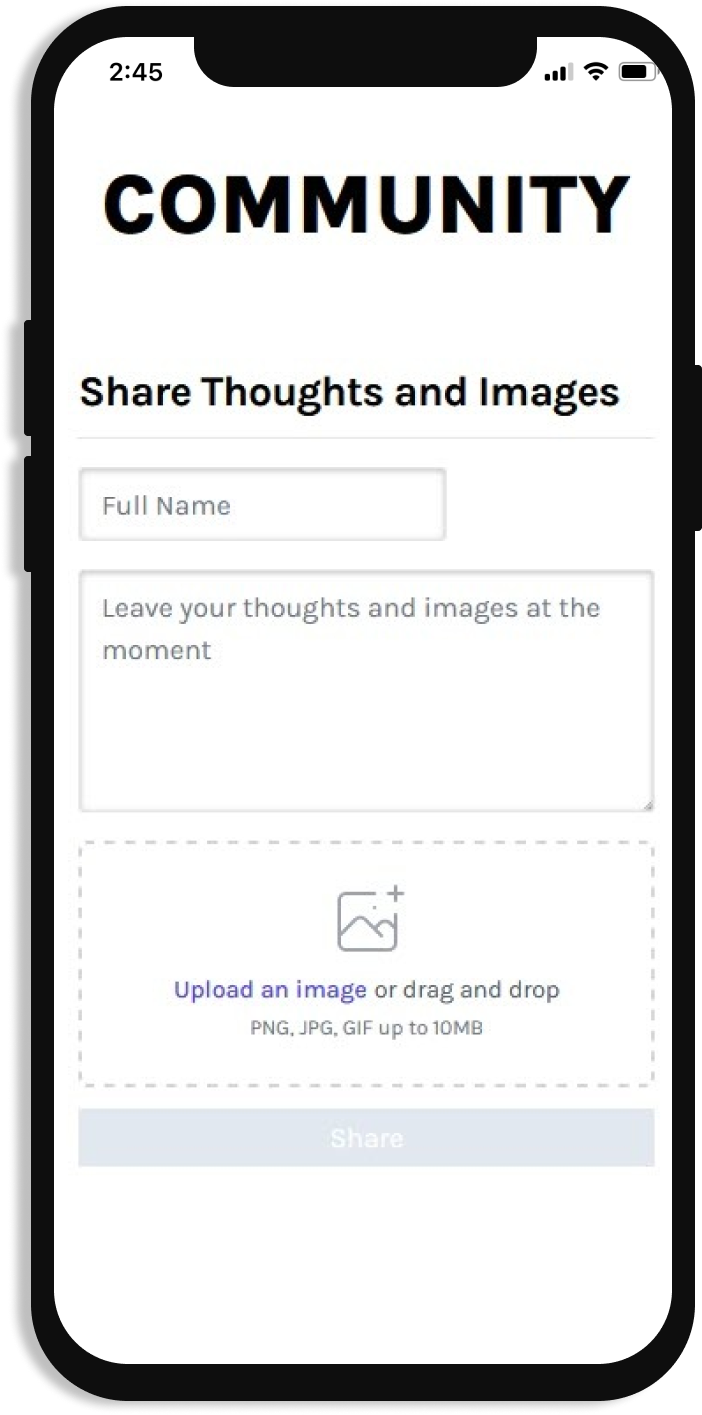 2:45
COMMUNITY
Share Thoughts and Images
Full Name
Leave your thoughts and images at the
moment
Upload an image or drag and drop
PNG, JPG, GIF up to 10MB
Share